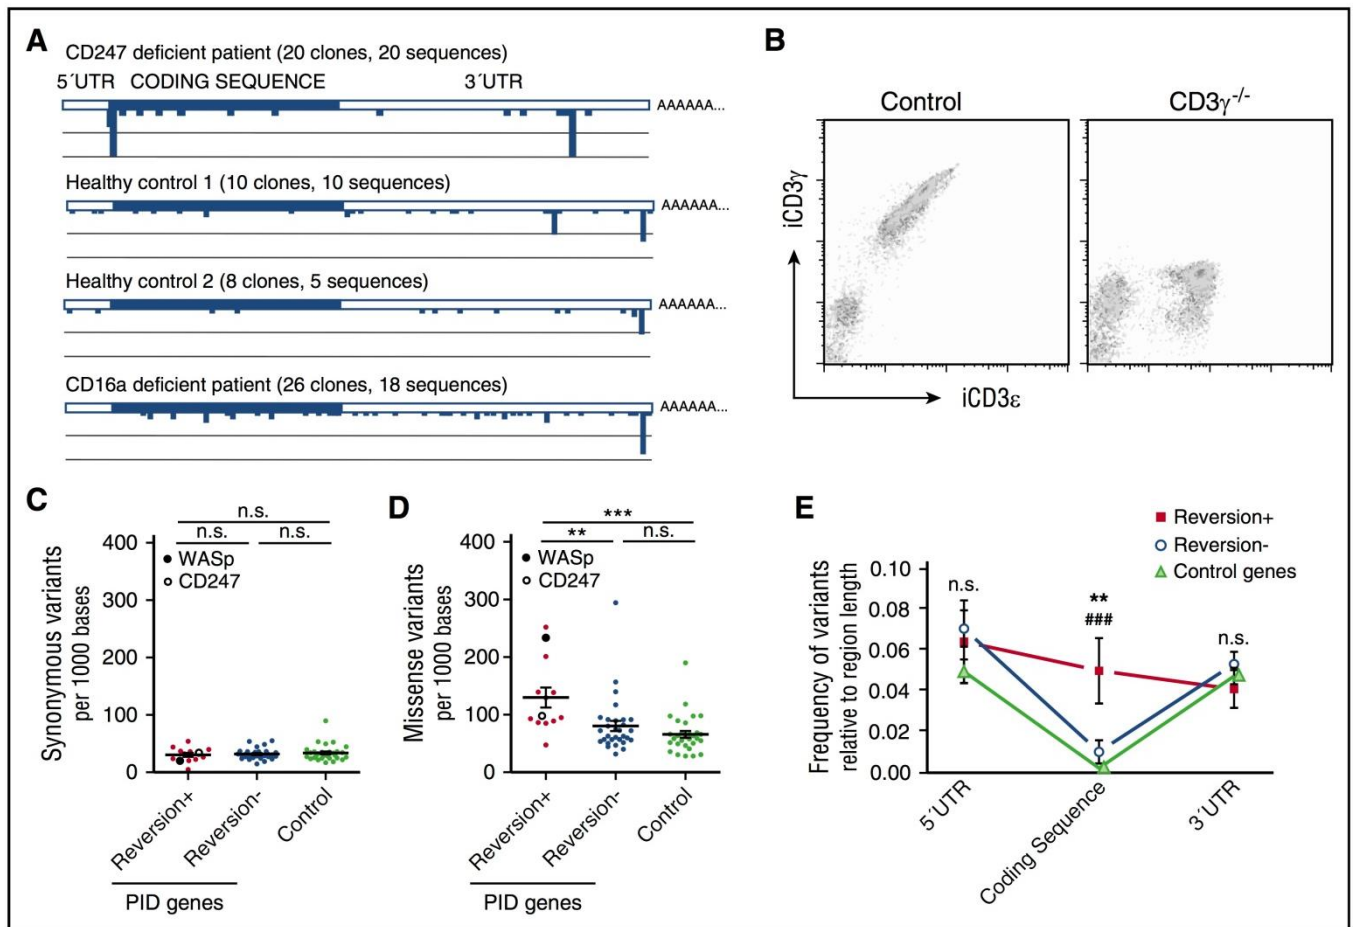 A
CD247 deficient patient (20 clones, 20 sequences)
5´UTR CODING SEQUENCE 3´UTR
AAAAAA...
Healthy control 1 (10 clones, 10 sequences)
AAAAAA...
Healthy control 2 (8 clones, 5 sequences)
AAAAAA...
CD16a deficient patient (26 clones, 18 sequences)
AAAAAA...
B
Control
CD3γ-/-
iCD3γ
iCD3ε
C
Synonymous variants
per 1000 bases
n.s.
n.s. n.s.
WASp
CD247
400
300
200
100
0
Reversion+
Reversion-
Control
PID genes
D
Missense variants
per 1000 bases
***
** n.s.
WASp
CD247
400
300
200
100
0
Reversion+
Reversion-
Control
PID genes
E
Reversion+
Reversion-
Control genes
Frequency of variants
relative to region length
0.10
0.08
0.06
0.04
0.02
0.00
n.s.
**
###
n.s.
5´UTR
Coding Sequence
3´UTR